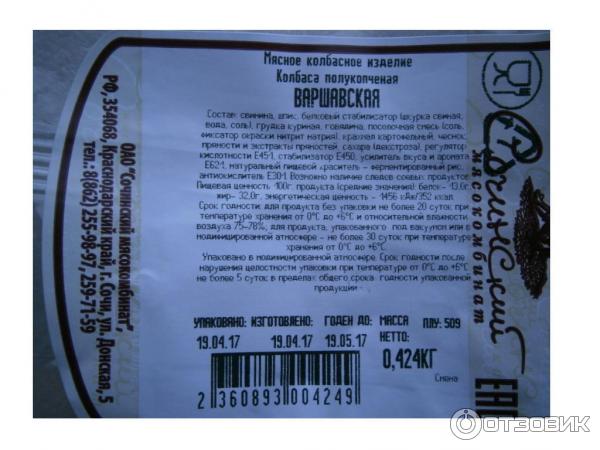 Мясное колбасное изделие
Колбаса полукопченая
ВАРШАВСКАЯ
Состав: свинина, шпик, белковый стабилизатор (шкурка свиная,
вода, соль), грудка куриная, говядина, посолочная смесь (соль,
фиксатор окраски нитрит натрия), крахмал картофельный, чеснок,
пряности и экстракты пряностей, сахара (декстроза), регулятор
кислотности Е451, стабилизатор Е450, усилитель вкуса и аромата
Е621, натуральный пищевой краситель - ферментированный рис,
антиокислитель Е301. Возможно наличие следов соевых продуктов.
Пищевая ценность 100г. продукта (средние значения): белок- 13,0г,
жир- 32,0г, энергетическая ценность - 1456 кДж/352 ккал.
Срок годности: для продукта без упаковки не более 20 суток при
температуре хранения от 0°С до +6°С и относительной влажности
воздуха 75-78%; для продукта, упакованного под вакуумом или в
модифицированной атмосфере - не более 30 суток при температуре
хранения от 0°С до +6°С.
Упаковано в модифицированной атмосфере. Срок годности после
нарушения целостности упаковки при температуре от 0°С до +6°С
не более 5 суток в пределах общего срока годности упакованной
продукции
УПАКОВАНО: ИЗГОТОВЛЕНО: ГОДЕН ДО: МАССА НЕТТО: ПЛУ: 509
19.04.17 19.04.17 19.05.17 0,424КГ
Смяна
2 360893 004249
ОАО "Сочинский мясокомбинат",
РФ, 354068, Краснодарский край, г. Сочи, ул. Донская, 5
тел.: 8(862) 255-98-97, 259-71-59
Сочинский
мясокомбинат
ЕАС
ОТЗОВИК